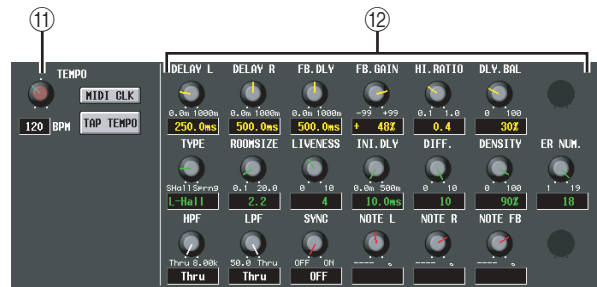 ⑪ ⑫
TEMPO
MIDI CLK
120 BPM TAP TEMPO
DELAY L DELAY R FB.DLY FB.GAIN HI.RATIO DLY.BAL
0.0m 1000m 0.0m 1000m 0.0m 1000m -99 +99 0.1 1.0 0 100
250.0ms 500.0ms 500.0ms + 48% 0.4 30%
TYPE ROOMSIZE LIVENESS INI.DLY DIFF. DENSITY ER NUM.
SHallSprng 0.1 20.0 0 10 0.0m 500m 0 10 0 100 1 19
L-Hall 2.2 4 10.0ms 10 90% 18
HPF LPF SYNC NOTE L NOTE R NOTE FB
Thru 8.00k 50.0 Thru OFF ON ---- ---- ----
Thru Thru OFF